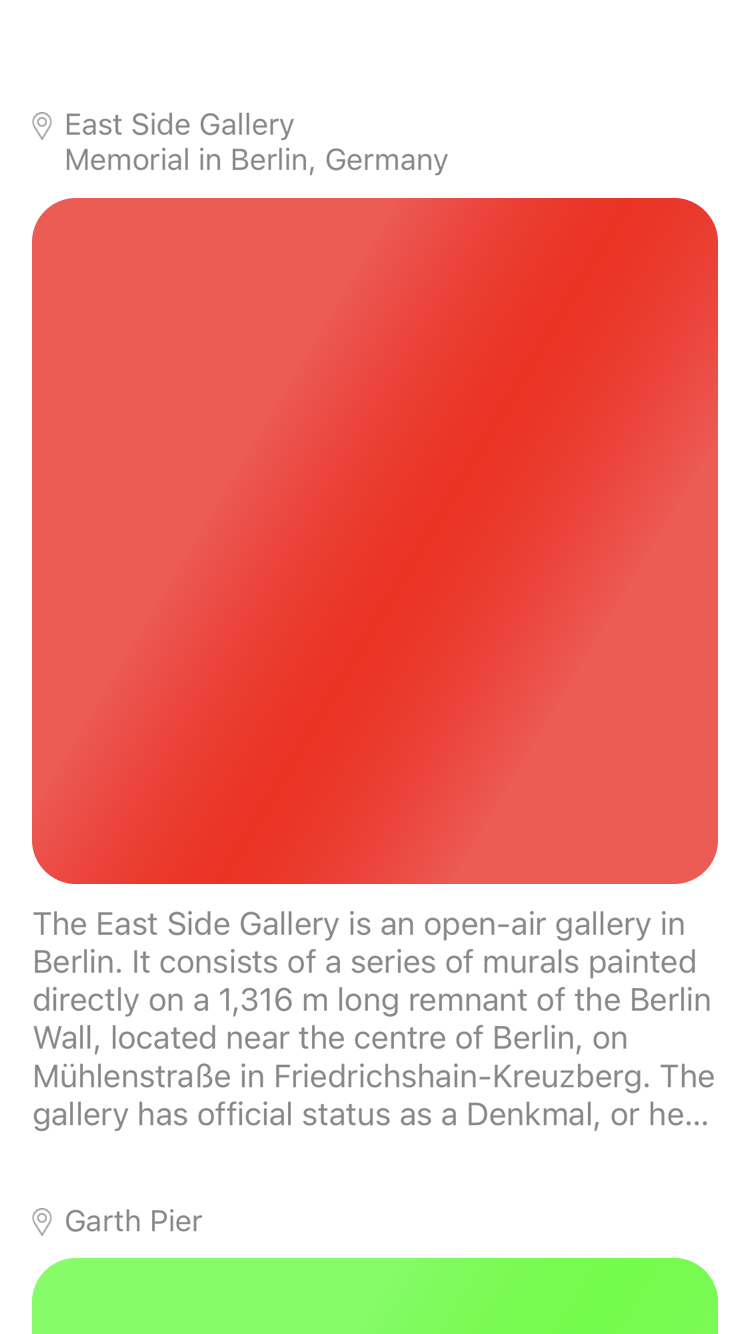 East Side Gallery
Memorial in Berlin, Germany
The East Side Gallery is an open-air gallery in
Berlin. It consists of a series of murals painted
directly on a 1,316 m long remnant of the Berlin
Wall, located near the centre of Berlin, on
Mühlenstraße in Friedrichshain-Kreuzberg. The
gallery has official status as a Denkmal, or he...
Garth Pier